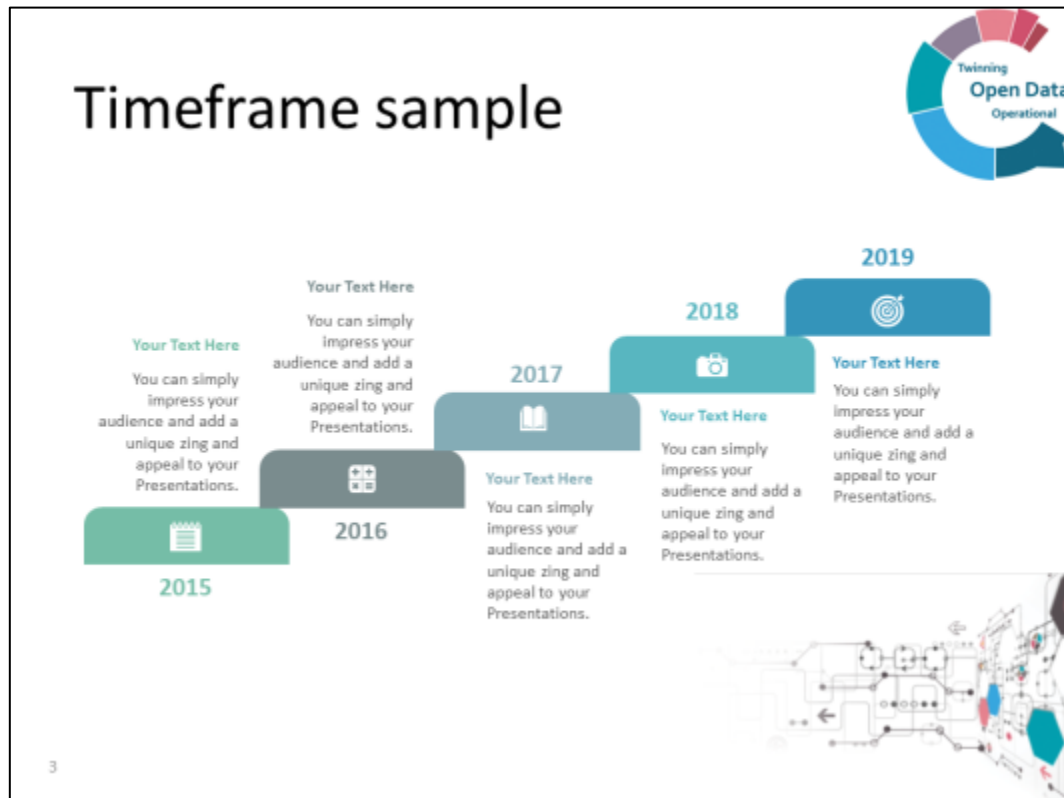 Timeframe sample
Twinning
Open Data
Operational
Your Text Here
You can simply
impress your
audience and add a
unique zing and
appeal to your
Presentations.
2015
Your Text Here
You can simply
impress your
audience and add a
unique zing and
appeal to your
Presentations.
2016
2017
Your Text Here
You can simply
impress your
audience and add a
unique zing and
appeal to your
Presentations.
2018
Your Text Here
You can simply
impress your
audience and add a
unique zing and
appeal to your
Presentations.
2019
Your Text Here
You can simply
impress your
audience and add a
unique zing and
appeal to your
Presentations.
3